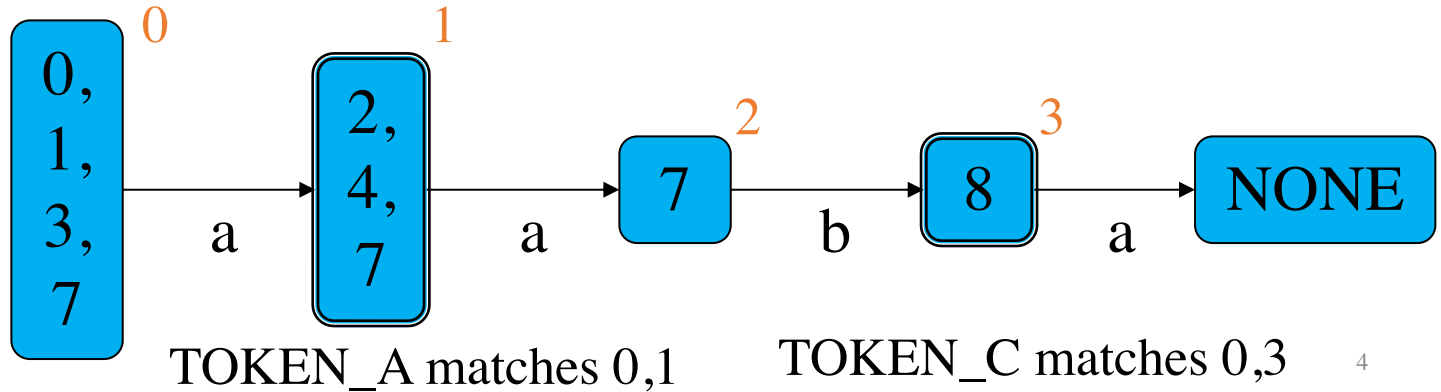 0
0,
1,
3,
7
a
1
2,
4,
7
a
2
7
b
3
8
a
NONE
TOKEN_A matches 0,1
TOKEN_C matches 0,3
4